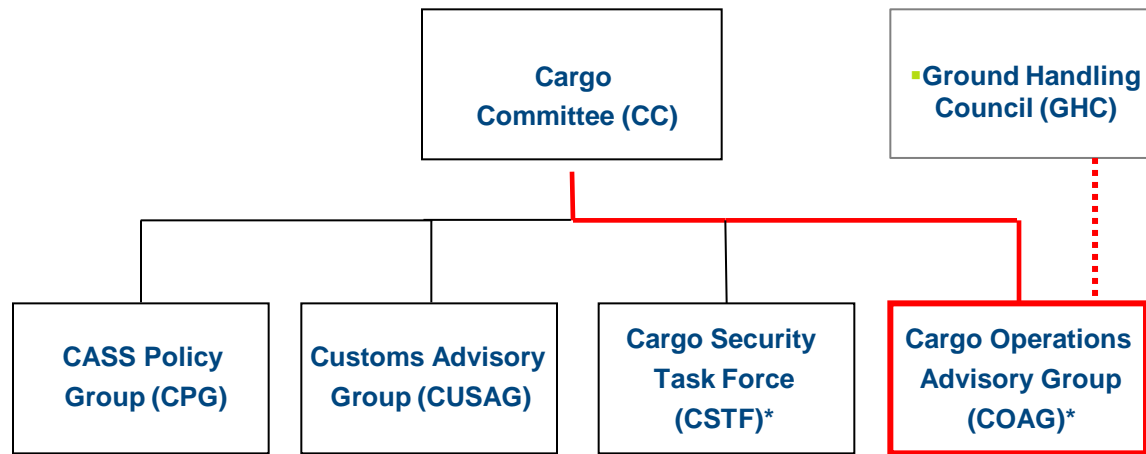 Cargo
Committee (CC)
▪Ground Handling
Council (GHC)
CASS Policy
Group (CPG)
Customs Advisory
Group (CUSAG)
Cargo Security
Task Force
(CSTF)*
Cargo Operations
Advisory Group
(COAG)*